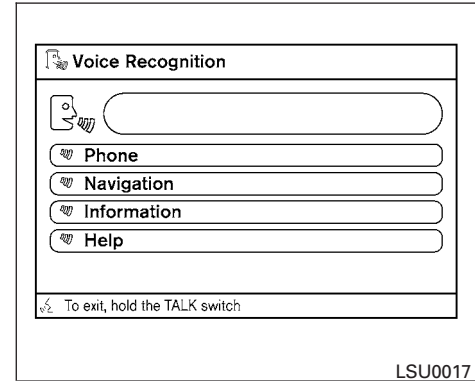 Voice Recognition
Phone
Navigation
Information
Help
To exit, hold the TALK switch
LSU0017